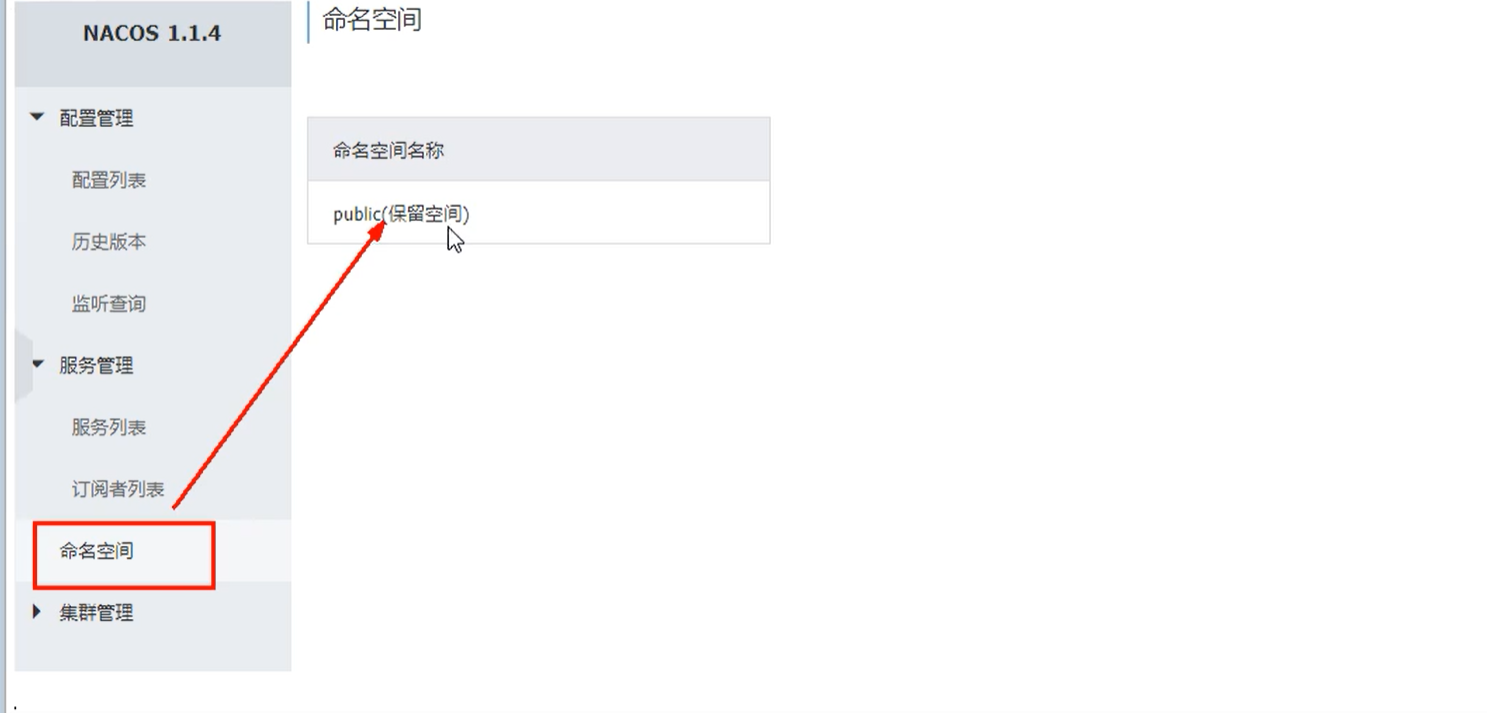 NACOS 1.1.4
配置管理
配置列表
历史版本
监听查询
服务管理
服务列表
订阅者列表
命名空间
集群管理
命名空间
命名空间名称
public(保留空间)